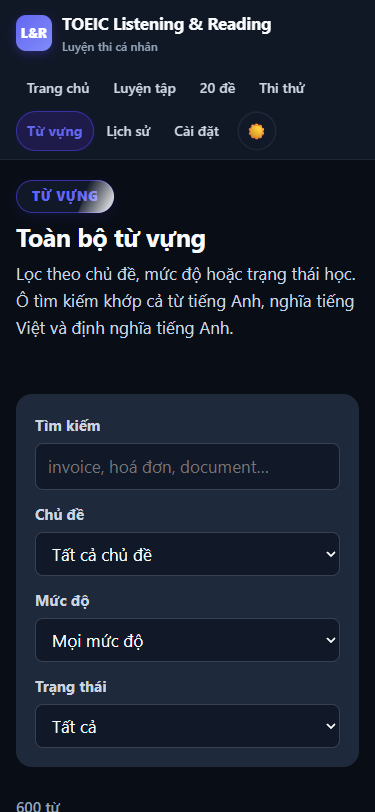 L&R
TOEIC Listening & Reading
Luyện thi cá nhân
Trang chủ
Luyện tập
20 đề
Thi thử
Từ vựng
Lịch sử
Cài đặt
TỪ VỰNG
Toàn bộ từ vựng
Lọc theo chủ đề, mức độ hoặc trạng thái học.
Ô tìm kiếm khớp cả từ tiếng Anh, nghĩa tiếng
Việt và định nghĩa tiếng Anh.
Tìm kiếm
invoice, hoá đơn, document...
Chủ đề
Tất cả chủ đề
Mức độ
Mọi mức độ
Trạng thái
Tất cả
600 từ